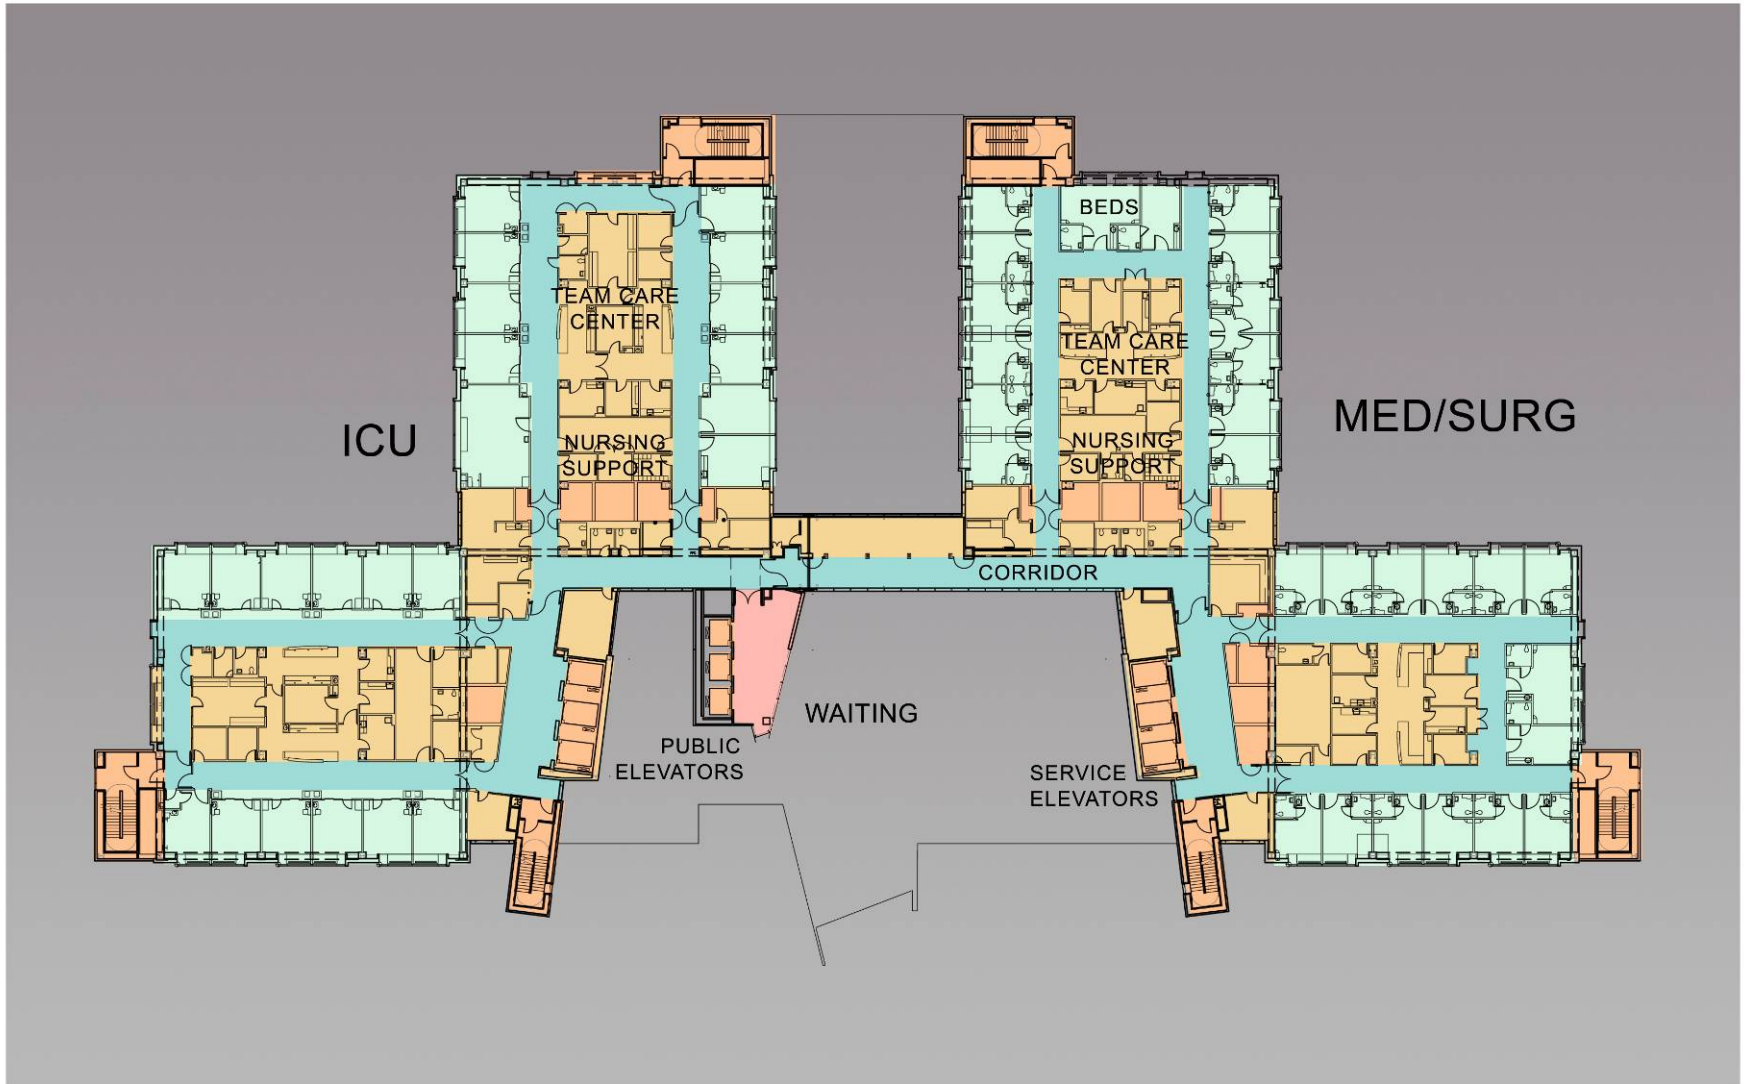 BEDS
TEAM CARE
CENTER
TEAM CARE
CENTER
ICU
MED/SURG
NURSING
SUPPORT
NURSING
SUPPORT
CORRIDOR
WAITING
PUBLIC
ELEVATORS
SERVICE
ELEVATORS